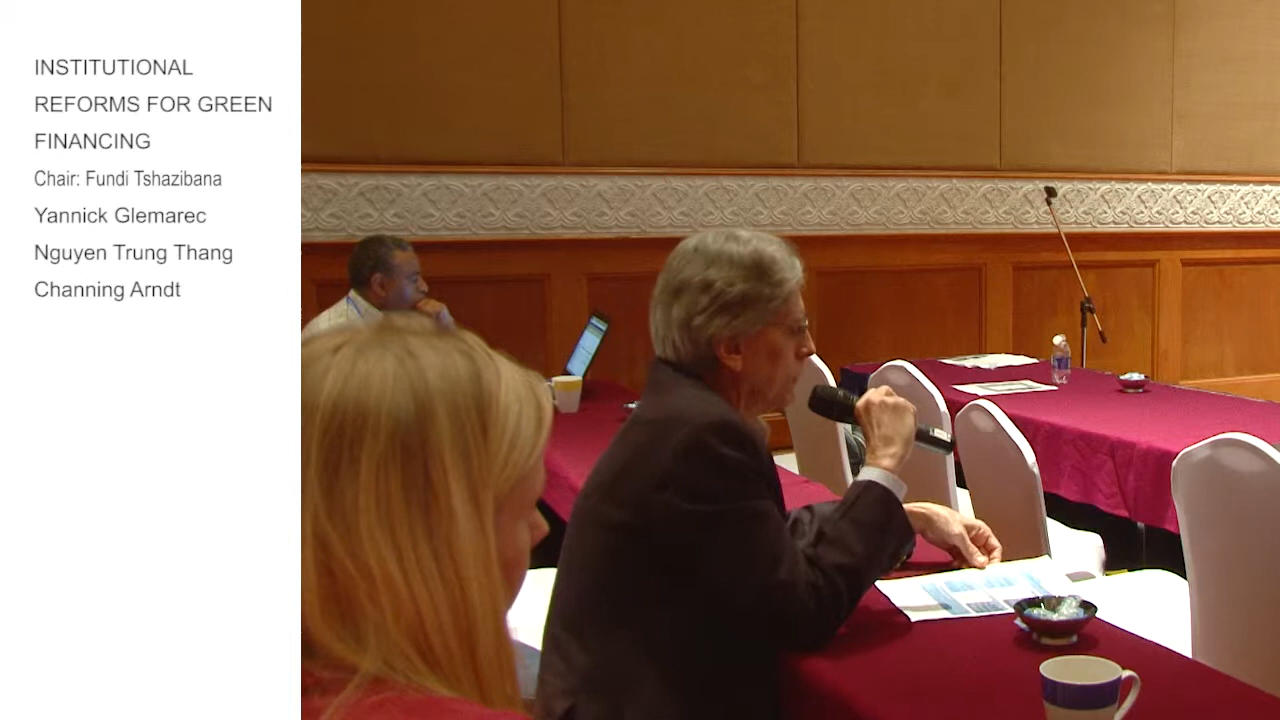 INSTITUTIONAL
REFORMS FOR GREEN
FINANCING
Chair: Fundi Tshazibana
Yannick Glemarec
Nguyen Trung Thang
Channing Arndt